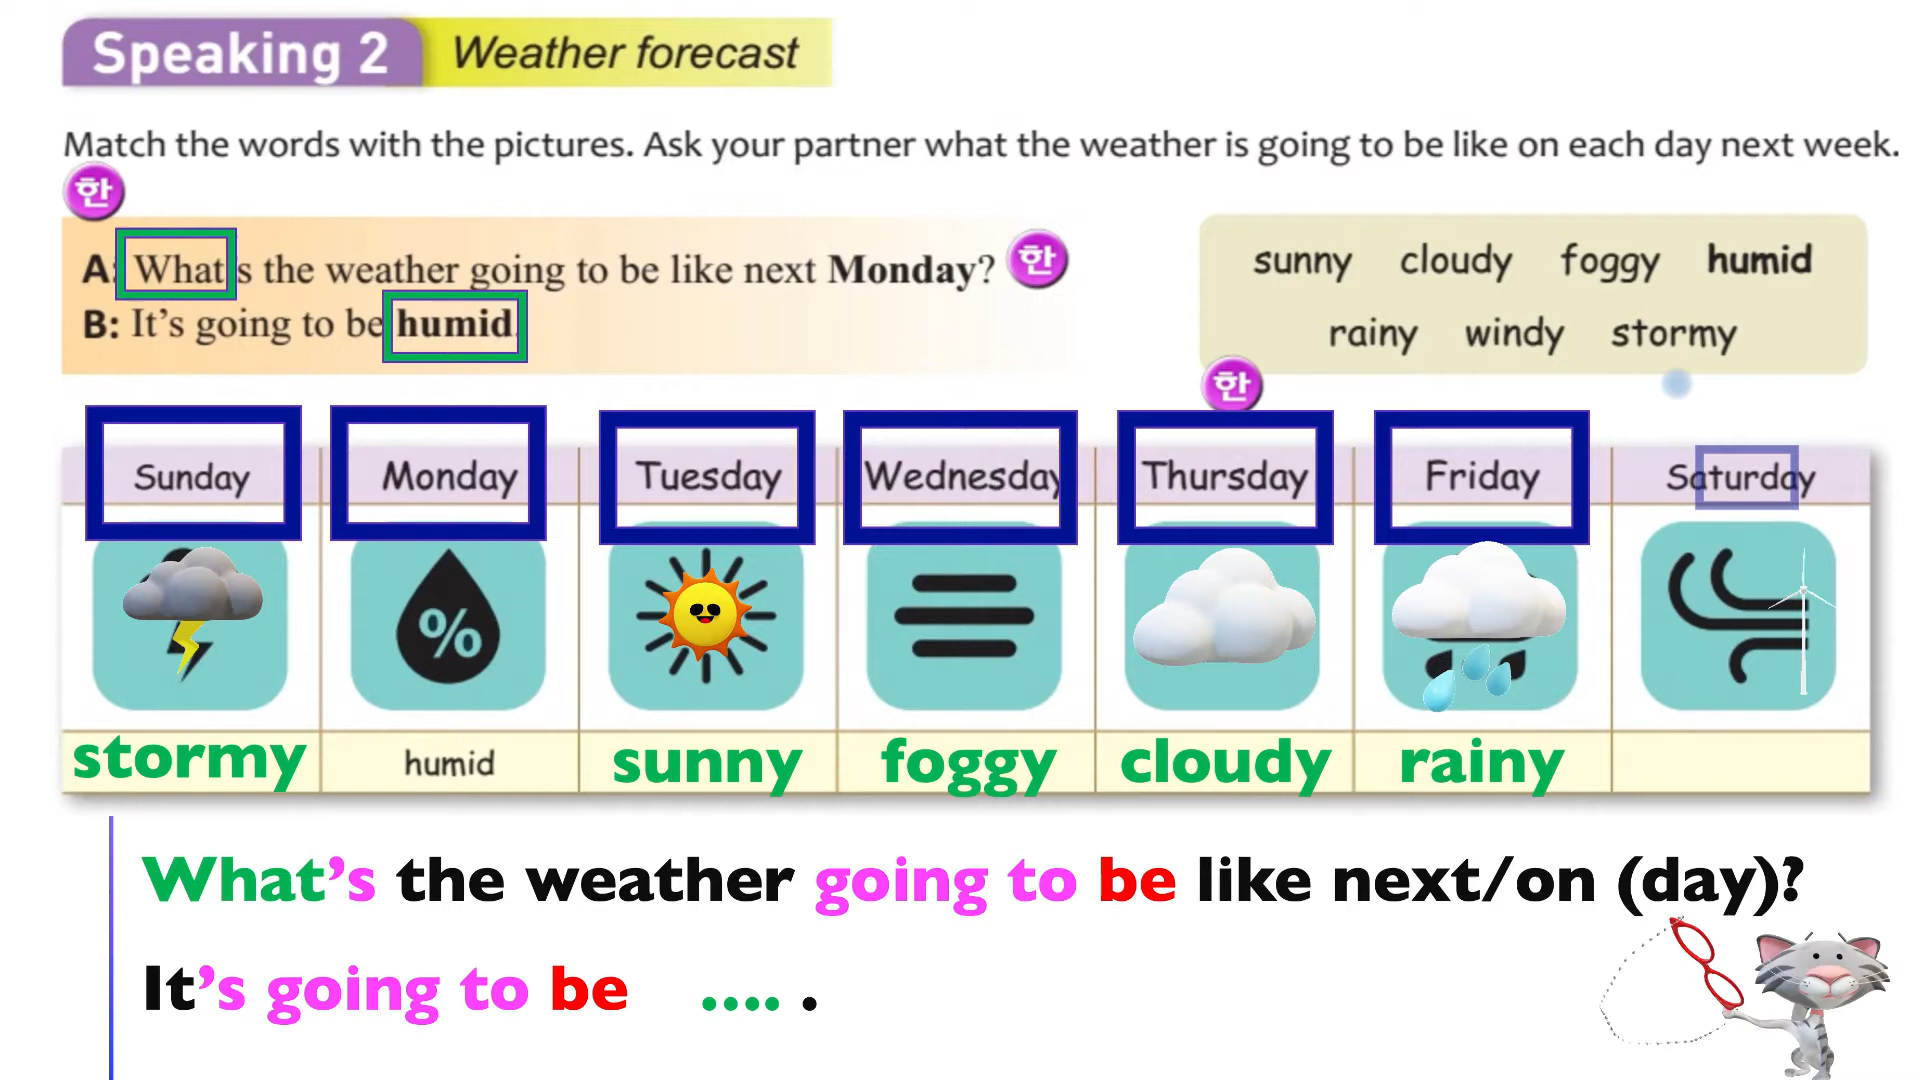 Speaking 2 Weather forecast
Match the words with the pictures. Ask your partner what the weather is going to be like on each day next week.
한
A: What's the weather going to be like next Monday? 한
B: It's going to be humid
sunny cloudy foggy humid
rainy windy stormy
한
Sunday Monday Tuesday Wednesday Thursday Friday Saturday
%
stormy humid sunny foggy cloudy rainy
What's the weather going to be like next/on (day)?
It's going to be .... .